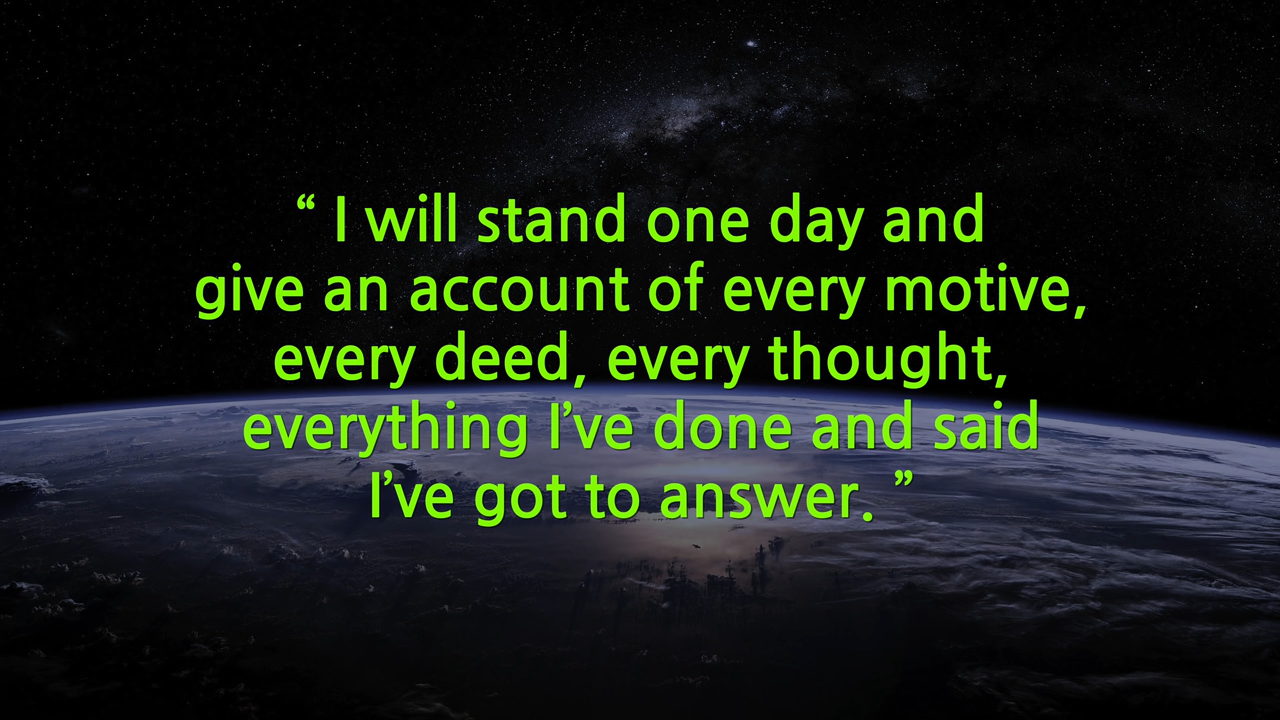 “ I will stand one day and
give an account of every motive,
every deed, every thought,
everything I’ve done and said
I’ve got to answer. ”